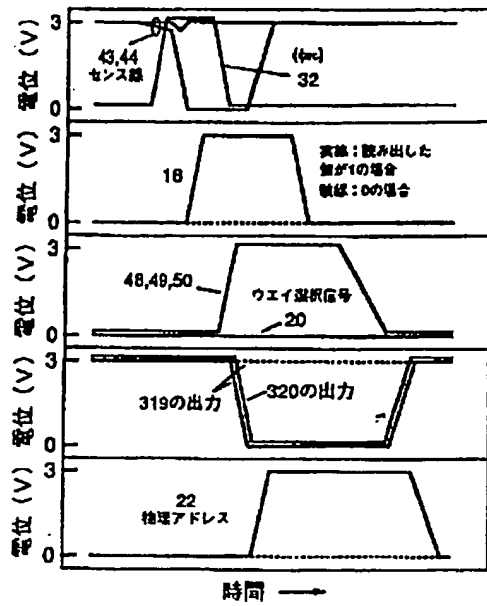 電位 (V)
3
0
43,44
センス線
32
電位 (V)
3
0
18
実線：読み出した
値が1の場合
破線：0の場合
電位 (V)
3
0
48,49,50
ウエイ選択信号
20
電位 (V)
3
0
319の出力
320の出力
電位 (V)
3
0
22
物理アドレス
時間